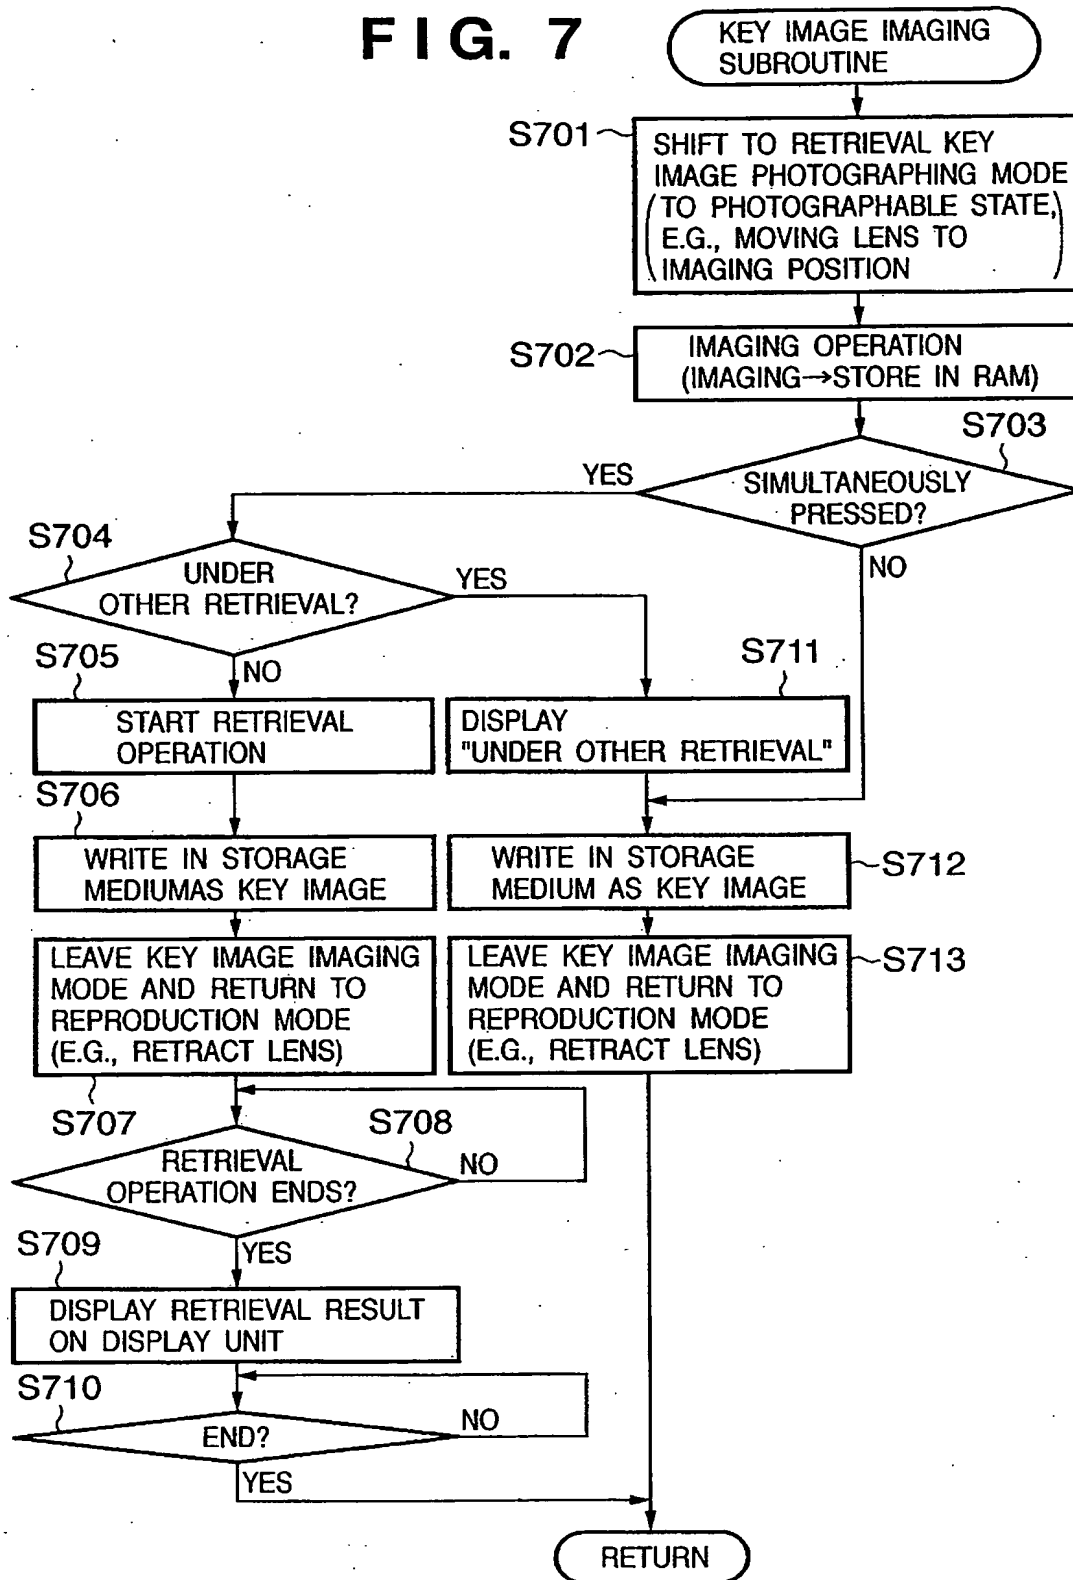 FIG. 7
KEY IMAGE IMAGING
SUBROUTINE
S701
SHIFT TO RETRIEVAL KEY
IMAGE PHOTOGRAPHING MODE
(TO PHOTOGRAPHABLE STATE,
E.G., MOVING LENS TO
IMAGING POSITION)
S702
IMAGING OPERATION
(IMAGING→STORE IN RAM)
S703
SIMULTANEOUSLY
PRESSED?
YES
NO
S704
UNDER
OTHER RETRIEVAL?
YES
NO
S705
START RETRIEVAL
OPERATION
S711
DISPLAY
"UNDER OTHER RETRIEVAL"
S706
WRITE IN STORAGE
MEDIUMAS KEY IMAGE
WRITE IN STORAGE
MEDIUM AS KEY IMAGE
S712
LEAVE KEY IMAGE IMAGING
MODE AND RETURN TO
REPRODUCTION MODE
(E.G., RETRACT LENS)
S707
LEAVE KEY IMAGE IMAGING
MODE AND RETURN TO
REPRODUCTION MODE
(E.G., RETRACT LENS)
S713
S708
RETRIEVAL
OPERATION ENDS?
NO
YES
S709
DISPLAY RETRIEVAL RESULT
ON DISPLAY UNIT
S710
END?
NO
YES
RETURN